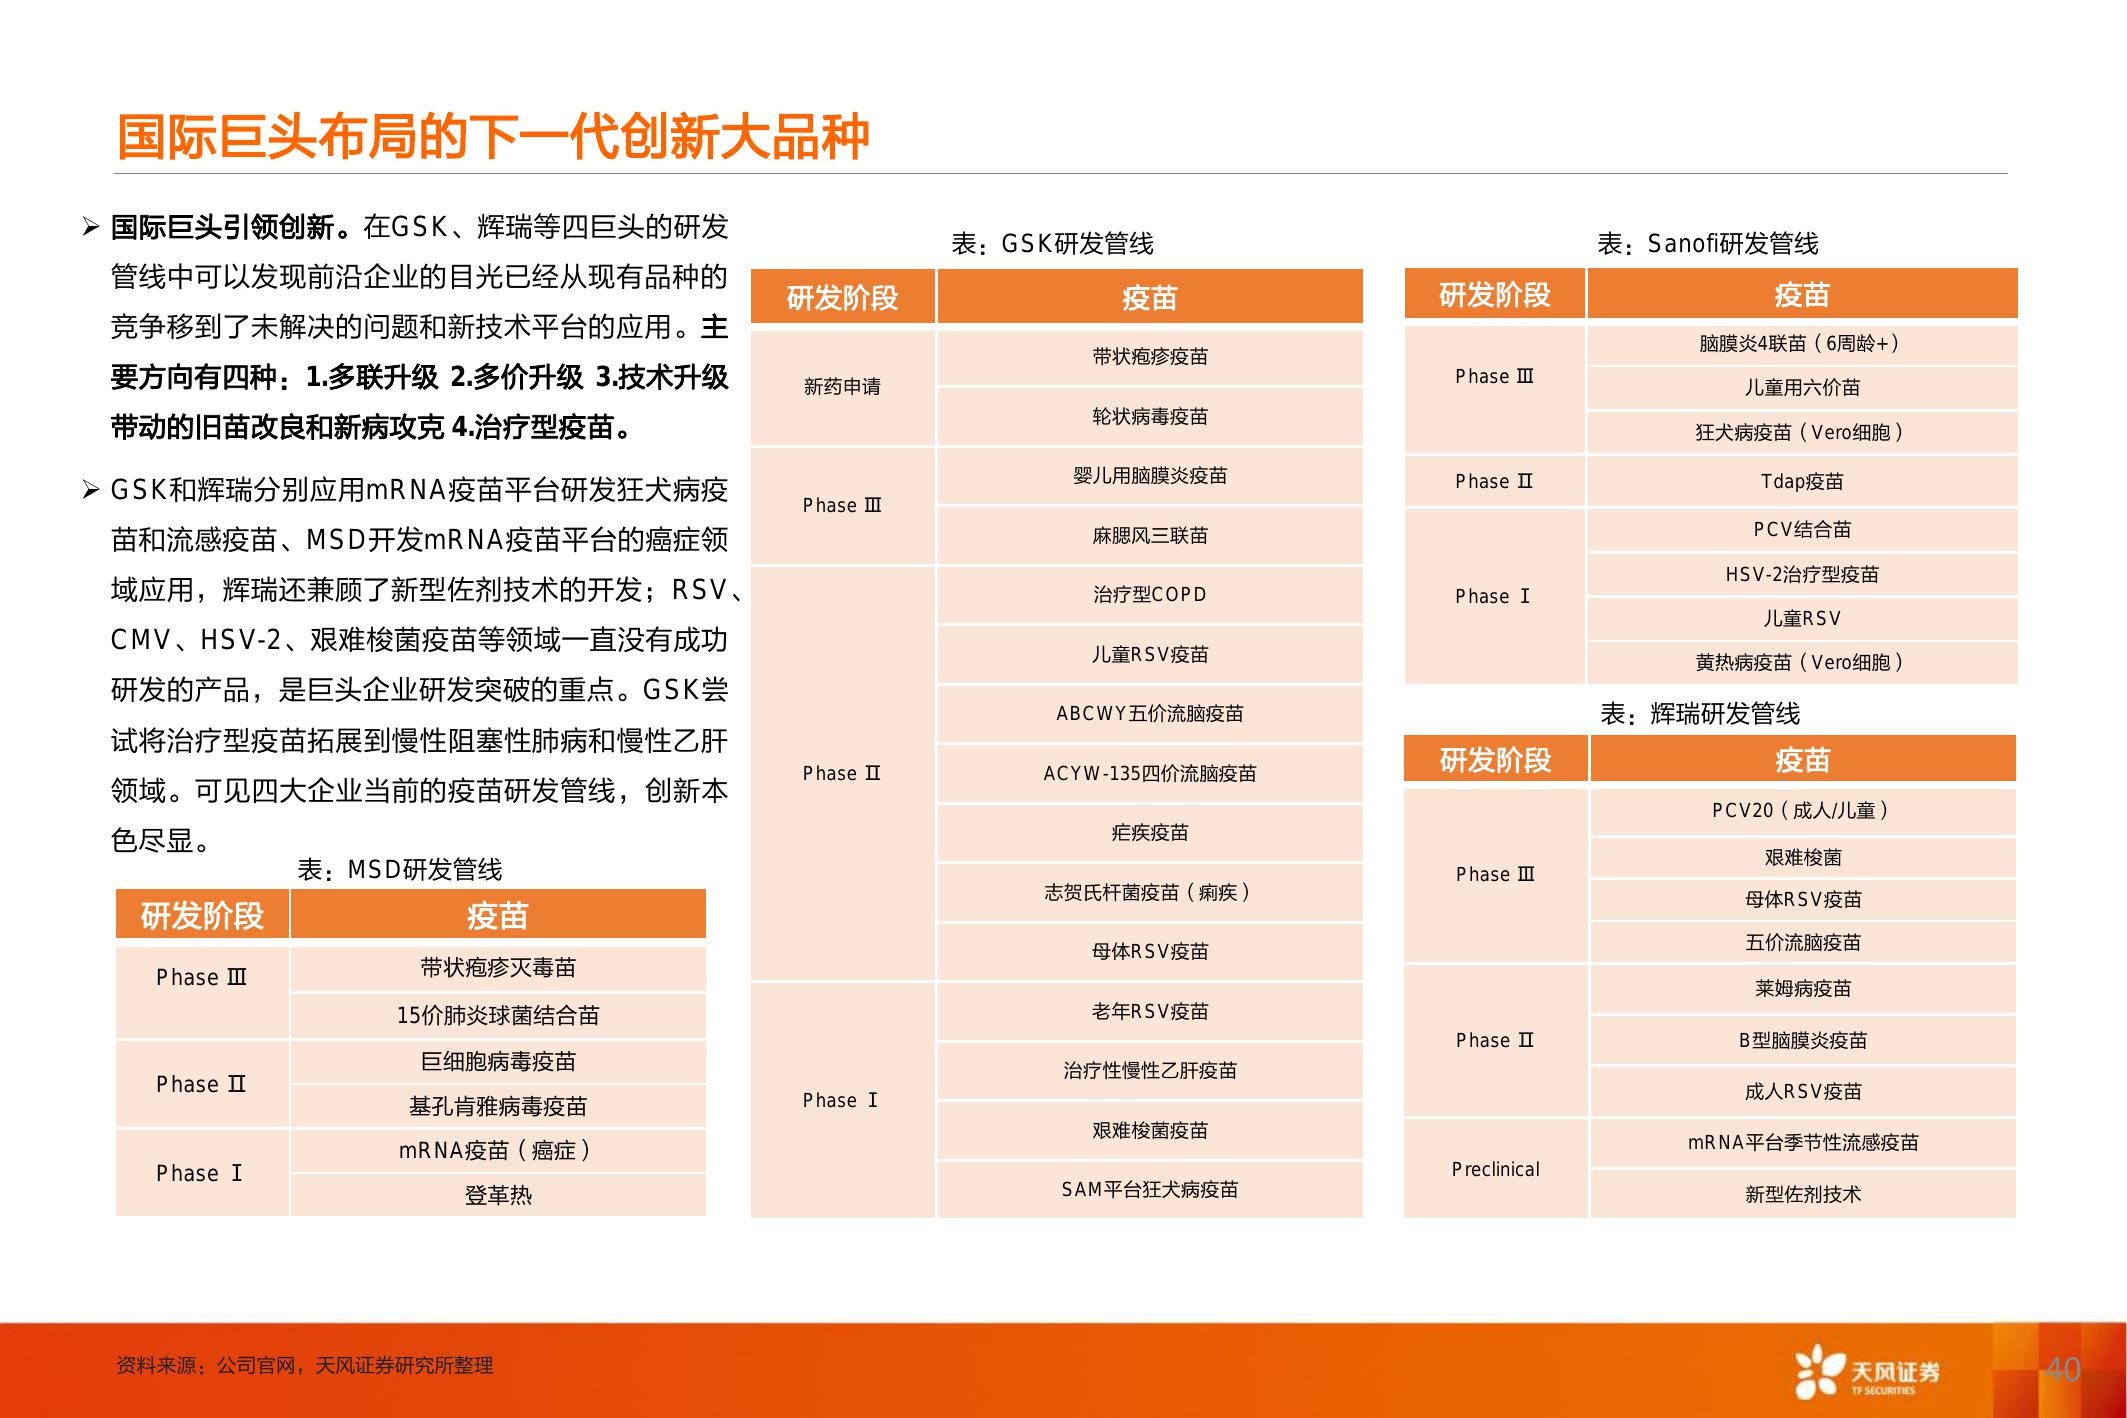 国际巨头布局的下一代创新大品种
➢ 国际巨头引领创新。在GSK、辉瑞等四巨头的研发
管线中可以发现前沿企业的目光已经从现有品种的
竞争移到了未解决的问题和新技术平台的应用。主
要方向有四种：1.多联升级 2.多价升级 3.技术升级
带动的旧苗改良和新病攻克 4.治疗型疫苗。
➢ GSK和辉瑞分别应用mRNA疫苗平台研发狂犬病疫
苗和流感疫苗、MSD开发mRNA疫苗平台的癌症领
域应用，辉瑞还兼顾了新型佐剂技术的开发；RSV、
CMV、HSV-2、艰难梭菌疫苗等领域一直没有成功
研发的产品，是巨头企业研发突破的重点。GSK尝
试将治疗型疫苗拓展到慢性阻塞性肺病和慢性乙肝
领域。可见四大企业当前的疫苗研发管线，创新本
色尽显。
表：MSD研发管线
研发阶段 疫苗
Phase Ⅲ 带状疱疹灭毒苗
15价肺炎球菌结合苗
Phase Ⅱ 巨细胞病毒疫苗
基孔肯雅病毒疫苗
Phase Ⅰ mRNA疫苗（癌症）
登革热
表：GSK研发管线
研发阶段 疫苗
新药申请 带状疱疹疫苗
轮状病毒疫苗
Phase Ⅲ 婴儿用脑膜炎疫苗
麻腮风三联苗
Phase Ⅱ 治疗型COPD
儿童RSV疫苗
ABCWY五价流脑疫苗
ACYW-135四价流脑疫苗
疟疾疫苗
志贺氏杆菌疫苗（痢疾）
母体RSV疫苗
Phase Ⅰ 老年RSV疫苗
治疗性慢性乙肝疫苗
艰难梭菌疫苗
SAM平台狂犬病疫苗
表：Sanofi研发管线
研发阶段 疫苗
Phase Ⅲ 脑膜炎4联苗（6周龄+）
儿童用六价苗
狂犬病疫苗（Vero细胞）
Phase Ⅱ Tdap疫苗
Phase Ⅰ PCV结合苗
HSV-2治疗型疫苗
儿童RSV
黄热病疫苗（Vero细胞）
表：辉瑞研发管线
研发阶段 疫苗
Phase Ⅲ PCV20（成人/儿童）
艰难梭菌
母体RSV疫苗
五价流脑疫苗
Phase Ⅱ 莱姆病疫苗
B型脑膜炎疫苗
成人RSV疫苗
Preclinical mRNA平台季节性流感疫苗
新型佐剂技术
资料来源：公司官网，天风证券研究所整理
天风证券
TF SECURITIES
40